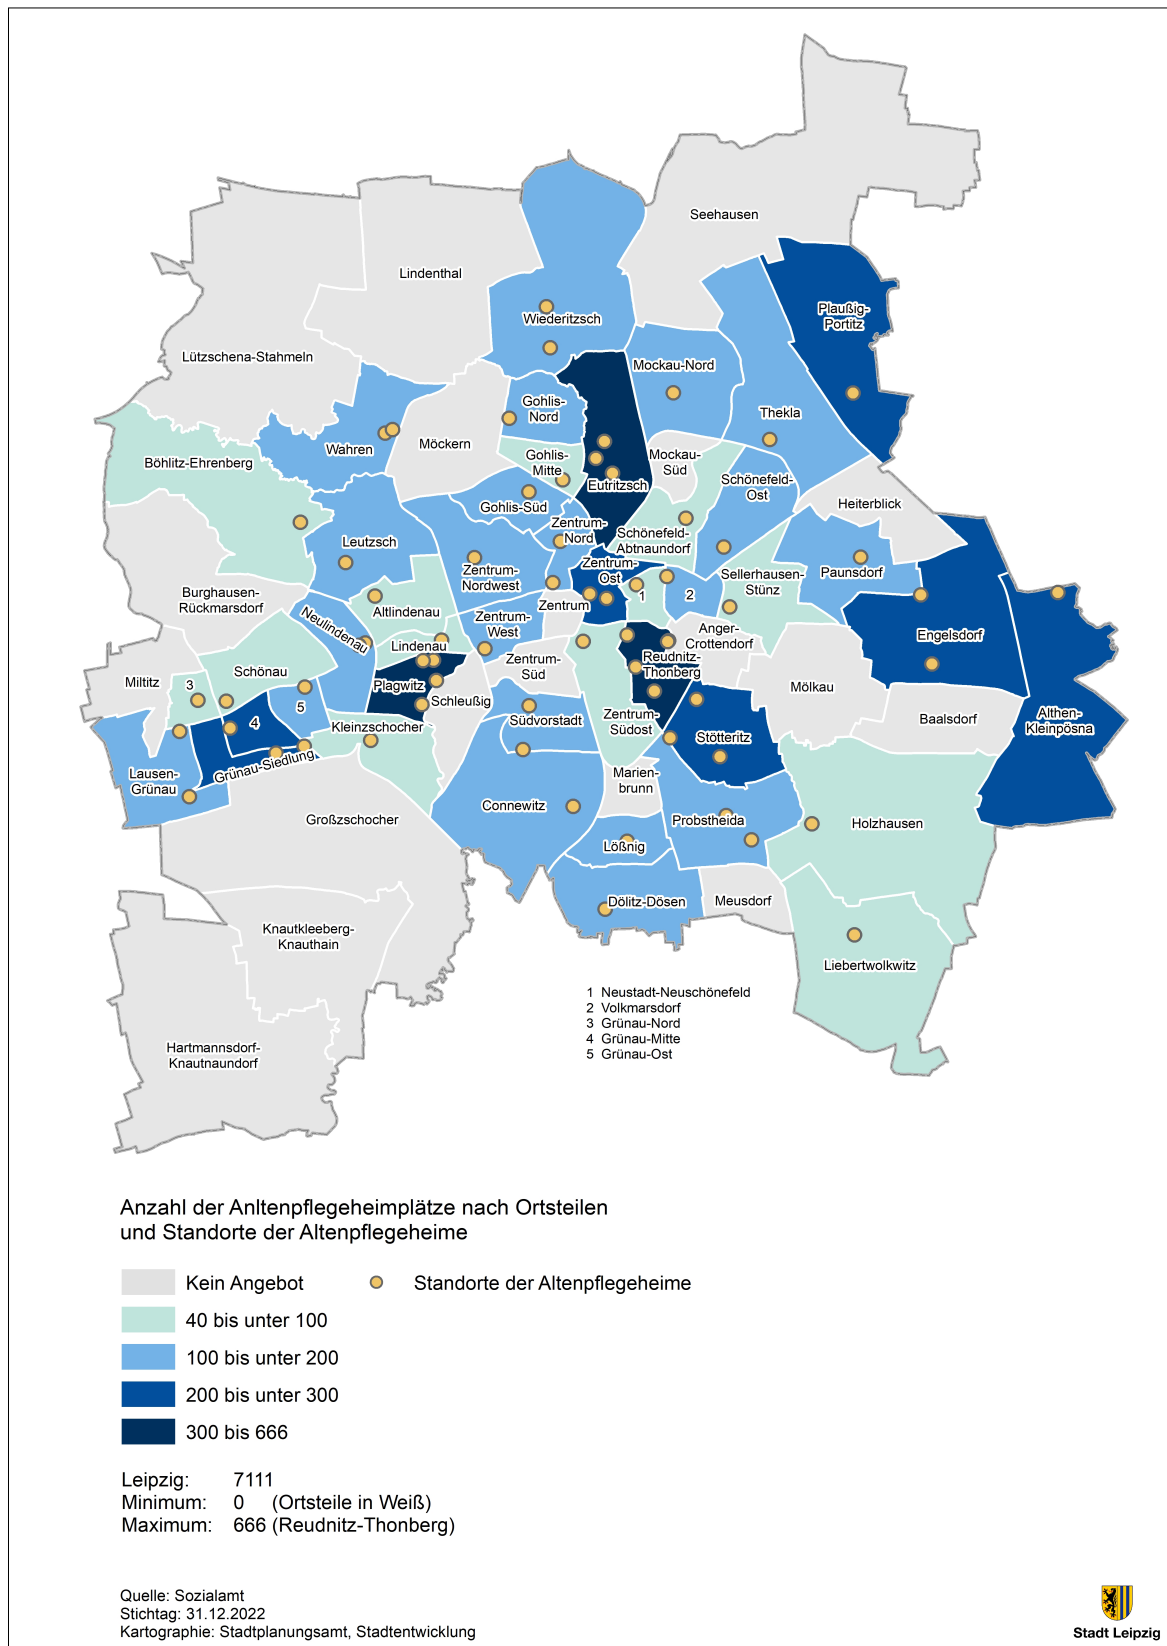 Seehausen
Lindenthal
Plaußig-
Portitz
Wiederitzsch
Lützschena-Stahmeln
Mockau-Nord
Gohlis-
Nord
Thekla
Möckern
Wahren
Böhlitz-Ehrenberg
Gohlis-
Mitte
Mockau-
Süd
Eutritzsch
Schönefeld-
Ost
Heiterblick
Gohlis-Süd
Zentrum-
Nord
Schönefeld-
Abtnaundorf
Leutzsch
Zentrum-
Ost
Zentrum-
Nordwest
Sellerhausen-
Stünz
Paunsdorf
Burghausen-
Rückmarsdorf
Altlindenau
Zentrum
1
2
Neulindenau
Zentrum-
West
Anger-
Crottendorf
Engelsdorf
Lindenau
Reudnitz-
Thonberg
Zentrum-
Süd
Schönau
Miltitz
3
Plagwitz
Schleußig
Mölkau
5
4
Kleinzschocher
Südvorstadt
Zentrum-
Südost
Stötteritz
Baalsdorf
Althen-
Kleinpösna
Grünau-Siedlung
Lausen-
Grünau
Marien-
brunn
Connewitz
Großzschocher
Probstheida
Holzhausen
Lößnig
Dölitz-Dösen
Meusdorf
Knautkleeberg-
Knauthain
Liebertwolkwitz
Hartmannsdorf-
Knautnaundorf
1 Neustadt-Neuschönefeld
2 Volkmarsdorf
3 Grünau-Nord
4 Grünau-Mitte
5 Grünau-Ost
Anzahl der Anltenpflegeheimplätze nach Ortsteilen
und Standorte der Altenpflegeheime
Kein Angebot
Standorte der Altenpflegeheime
40 bis unter 100
100 bis unter 200
200 bis unter 300
300 bis 666
Leipzig: 7111
Minimum: 0 (Ortsteile in Weiß)
Maximum: 666 (Reudnitz-Thonberg)
Quelle: Sozialamt
Stichtag: 31.12.2022
Kartographie: Stadtplanungsamt, Stadtentwicklung
Stadt Leipzig